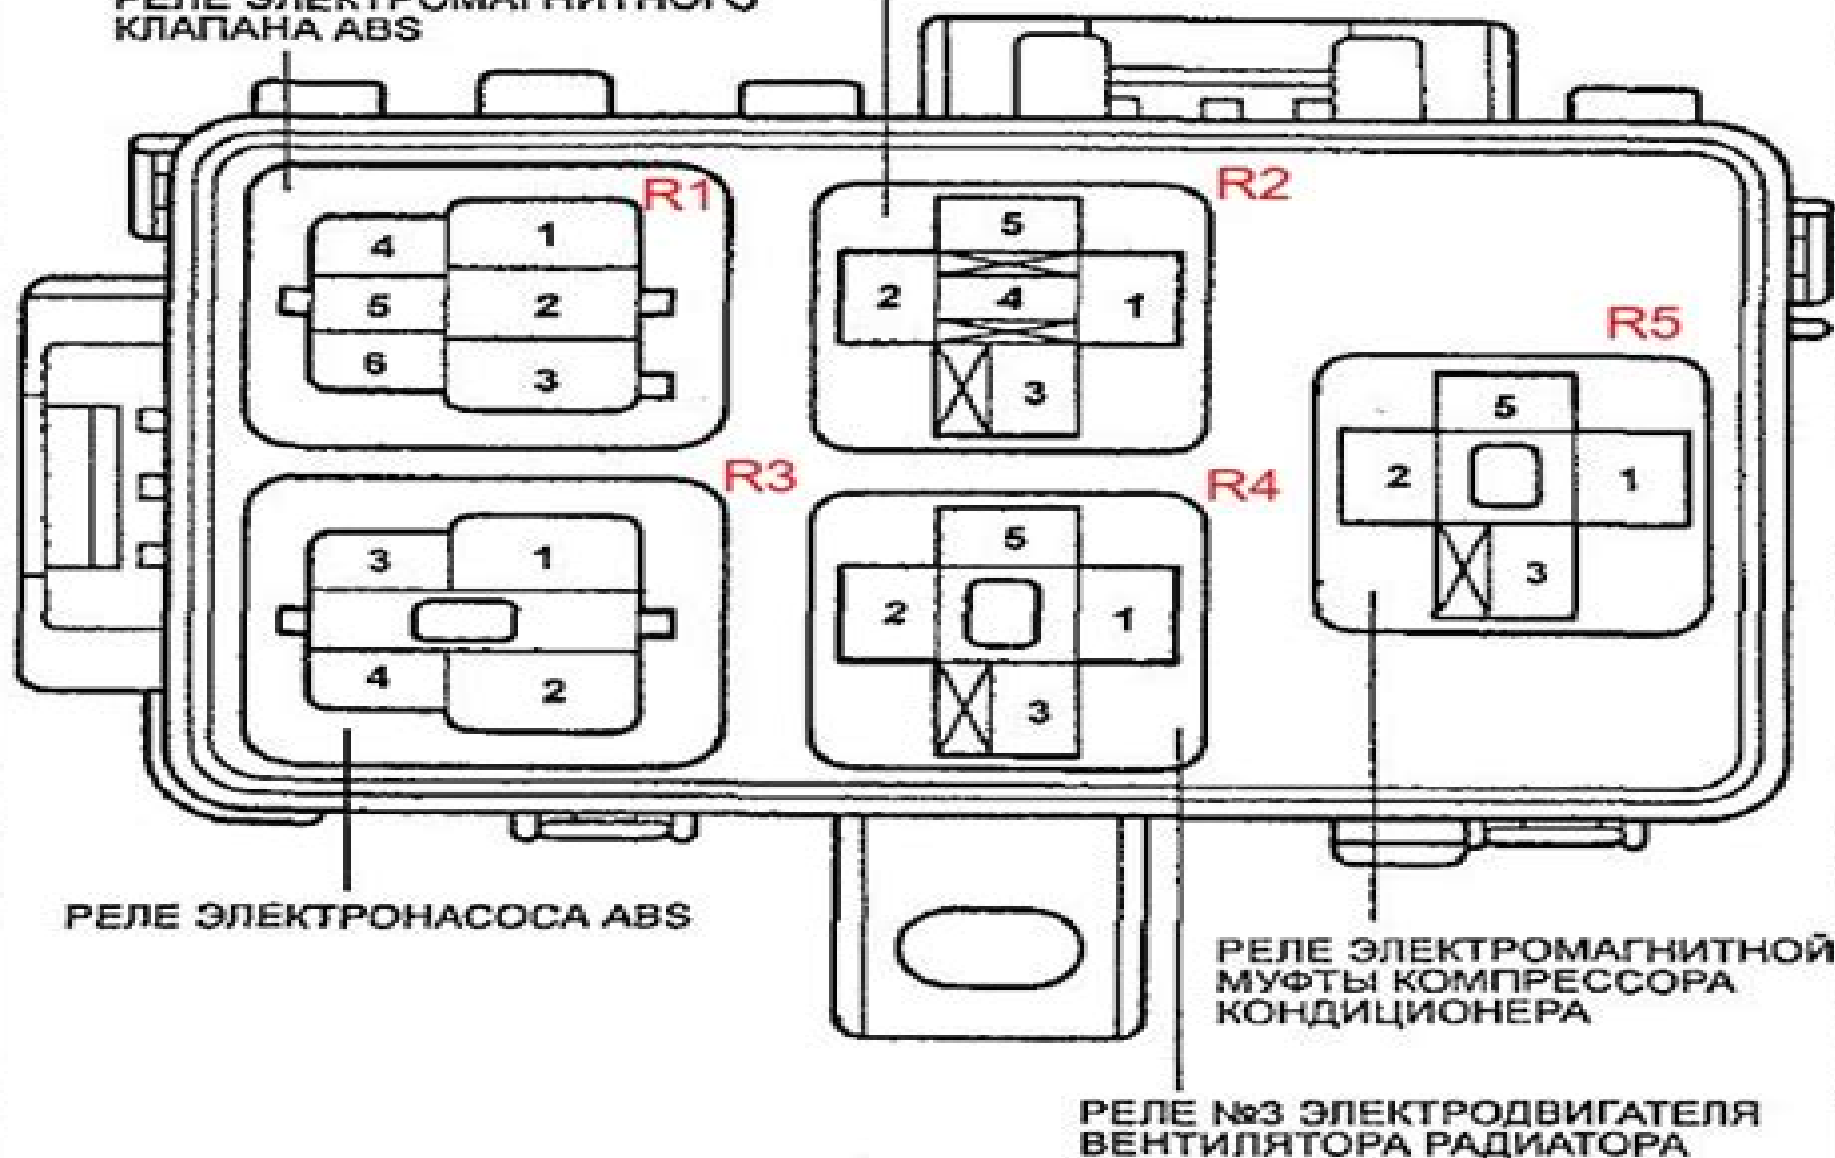 РЕЛЕ ЭЛЕКТРОМАГНИТНОГО
КЛАПАНА ABS
R1
4 1
5 2
6 3
R2
5
2 4 1
3
R3
3 1
4 2
R4
5
2 1
3
R5
5
2 1
3
РЕЛЕ ЭЛЕКТРОНАСОСА ABS
РЕЛЕ ЭЛЕКТРОМАГНИТНОЙ
МУФТЫ КОМПРЕССОРА
КОНДИЦИОНЕРА
РЕЛЕ №3 ЭЛЕКТРОДВИГАТЕЛЯ
ВЕНТИЛЯТОРА РАДИАТОРА